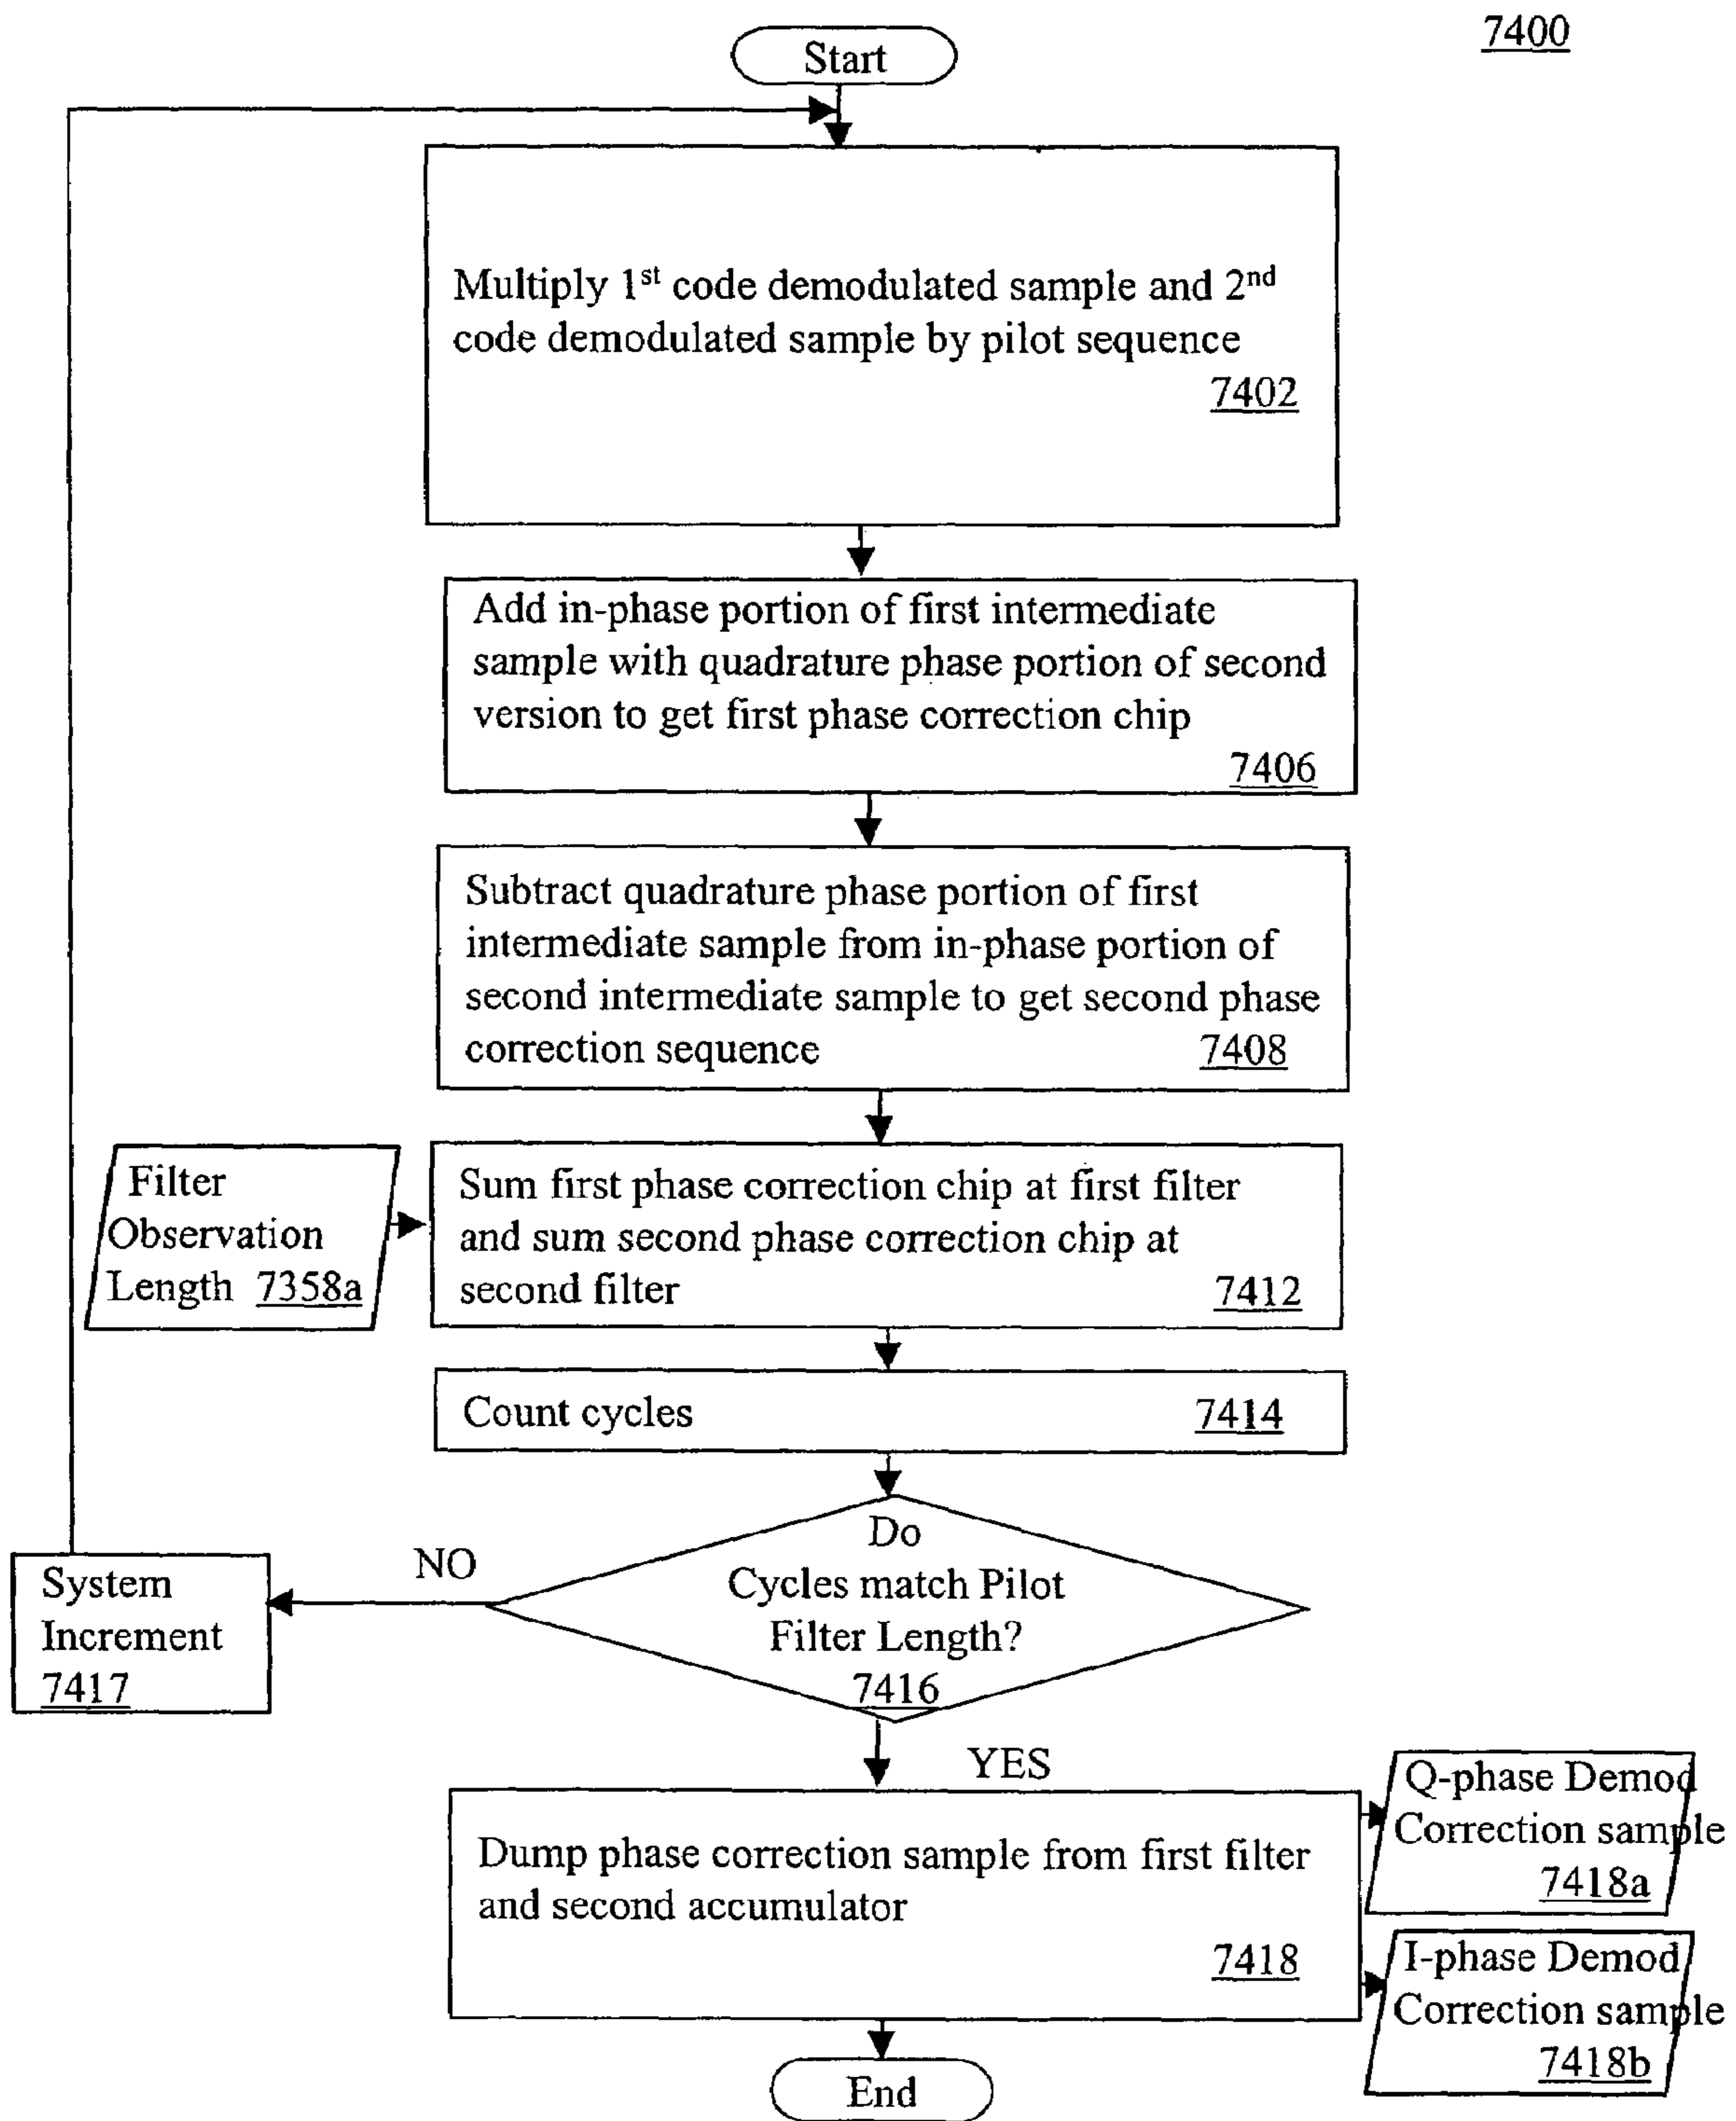 7400
Start
Multiply 1st code demodulated sample and 2nd
code demodulated sample by pilot sequence
7402
Add in-phase portion of first intermediate
sample with quadrature phase portion of second
version to get first phase correction chip
7406
Subtract quadrature phase portion of first
intermediate sample from in-phase portion of
second intermediate sample to get second phase
correction sequence 7408
Filter
Observation
Length 7358a
Sum first phase correction chip at first filter
and sum second phase correction chip at
second filter 7412
Count cycles 7414
Do
Cycles match Pilot
Filter Length?
7416
NO
System
Increment
7417
YES
Dump phase correction sample from first filter
and second accumulator
7418
Q-phase Demod
Correction sample
7418a
I-phase Demod
Correction sample
7418b
End